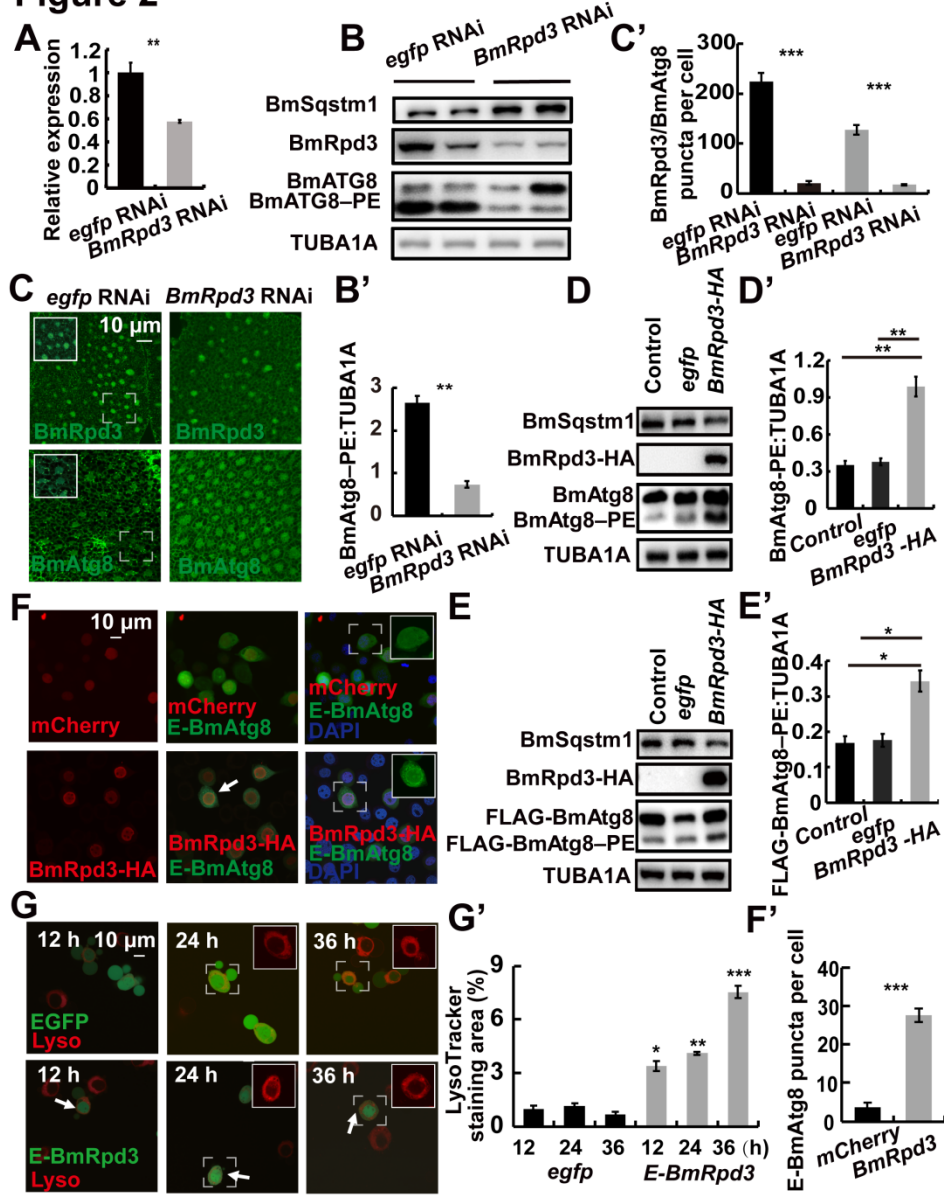 Figure 2
A
Relative expression
1.2
1
0.8
0.6
0.4
0.2
0
**
egfp RNAi
BmRpd3 RNAi
B
egfp RNAi
BmRpd3 RNAi
BmSqstm1
BmRpd3
BmATG8
BmATG8–PE
TUBA1A
C'
BmRpd3/BmAtg8
puncta per cell
300
200
100
0
***
***
egfp RNAi
BmRpd3 RNAi
egfp RNAi
BmRpd3 RNAi
C
egfp RNAi
BmRpd3 RNAi
10 μm
BmRpd3
BmRpd3
BmAtg8
BmAtg8
B'
BmAtg8–PE:TUBA1A
3
2
1
0
**
egfp RNAi
BmRpd3 RNAi
D
Control
egfp
BmRpd3-HA
BmSqstm1
BmRpd3-HA
BmAtg8
BmAtg8–PE
TUBA1A
D'
BmAtg8-PE:TUBA1A
1.2
0.9
0.6
0.3
0
**
**
Control
egfp
BmRpd3 -HA
F
10 μm
mCherry
mCherry
E-BmAtg8
mCherry
E-BmAtg8
DAPI
BmRpd3-HA
BmRpd3-HA
E-BmAtg8
BmRpd3-HA
E-BmAtg8
DAPI
E
Control
egfp
BmRpd3-HA
BmSqstm1
BmRpd3-HA
FLAG-BmAtg8
FLAG-BmAtg8–PE
TUBA1A
E'
FLAG-BmAtg8–PE:TUBA1A
0.4
0.3
0.2
0.1
0
*
*
Control
egfp
BmRpd3 -HA
G
12 h
10 μm
24 h
36 h
EGFP
Lyso
12 h
24 h
36 h
E-BmRpd3
Lyso
G'
LysoTracker
staining area (%)
9
6
3
0
*
**
***
12 24 36 12 24 36 (h)
egfp
E-BmRpd3
F'
E-BmAtg8 puncta per cell
40
30
20
10
0
***
mCherry
BmRpd3